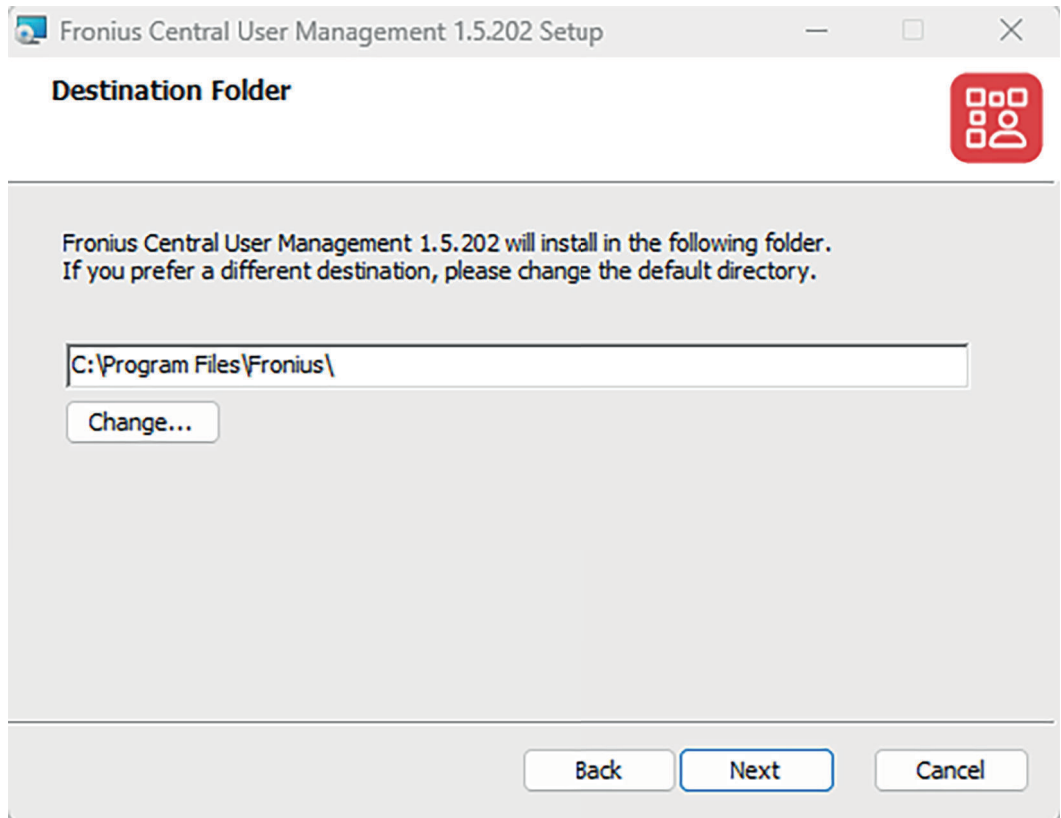 Fronius Central User Management 1.5.202 Setup
Destination Folder
Fronius Central User Management 1.5.202 will install in the following folder.
If you prefer a different destination, please change the default directory.
C:\Program Files\Fronius\
Change...
Back Next Cancel